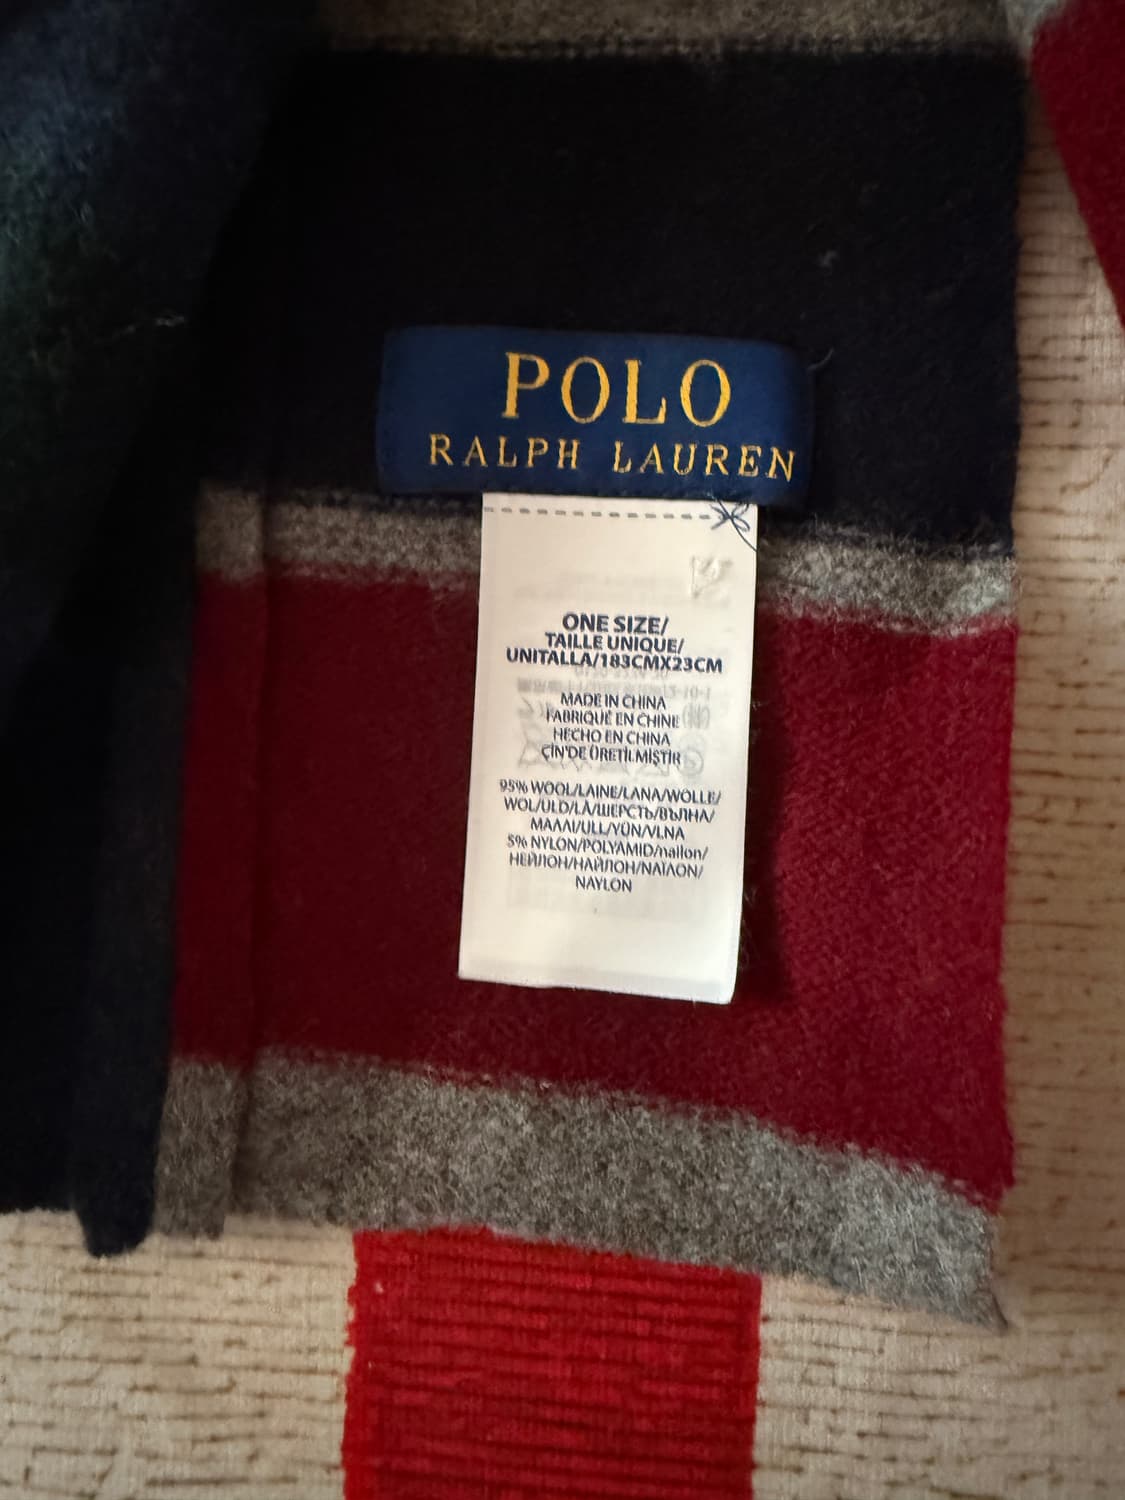 POLO
RALPH LAUREN
ONE SIZE/
TAILLE UNIQUE/
UNITALLA/183CMX23CM
MADE IN CHINA
FABRIQUÉ EN CHINE
HECHO EN CHINA
ÇİN'DE ÜRETİLMİŞTİR
95% WOOL/LAINE/LANA/WOLLE/
WOL/ULD/LÃ/ШЕРСТЬ/ВЪЛНА/
ΜΑΛΛΙ/ULL/YÜN/VLNA
5% NYLON/POLYAMID/náilon/
НЕЙЛОН/НАЙЛОН/ΝΑΪΛΟΝ/
NAYLON